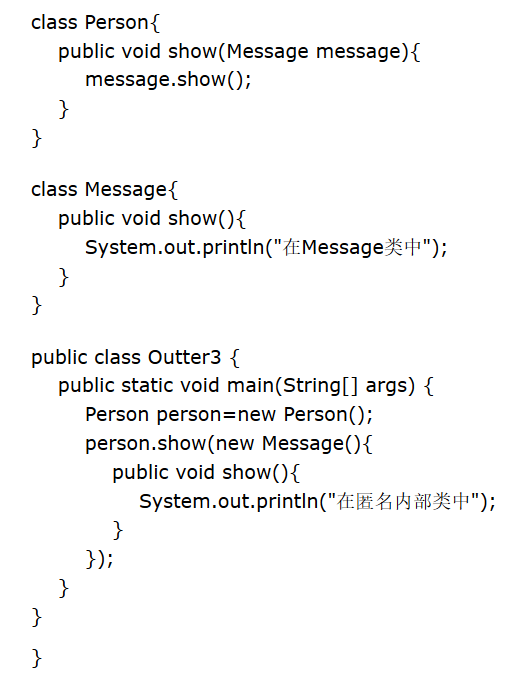 class Person{
public void show(Message message){
message.show();
}
}
class Message{
public void show(){
System.out.println("在Message类中");
}
}
public class Outter3 {
public static void main(String[] args) {
Person person=new Person();
person.show(new Message(){
public void show(){
System.out.println("在匿名内部类中");
}
});
}
}
}